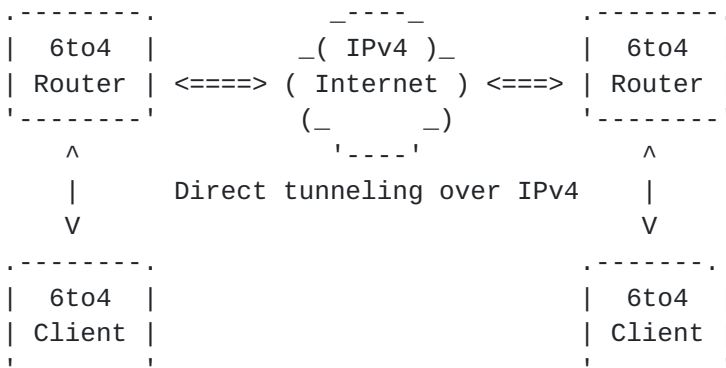 .--------.            _----_            .--------.
|  6to4  |          _( IPv4 )_          |  6to4  |
| Router | <====> ( Internet ) <===> | Router |
'--------'          (_      _)          '--------'
    ^                 '----'                ^
    |      Direct tunneling over IPv4       |
    V                                       V
.--------.                              .-------.
|  6to4  |                              |  6to4  |
| Client |                              | Client |
'        '                              '        '